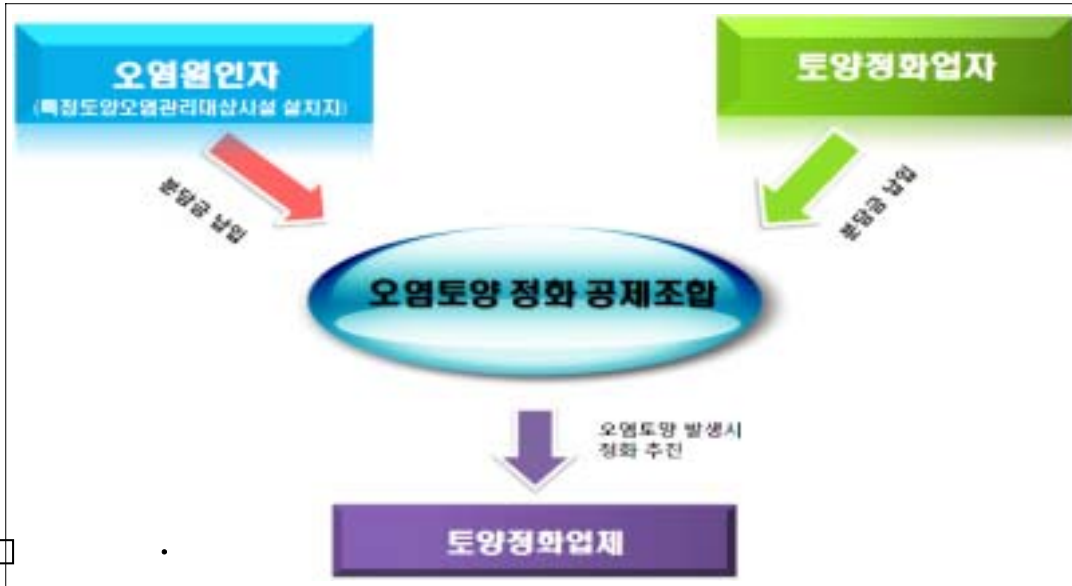 오염원인자
(특정토양오염관리대상시설 설치지)
토양정화업자
분담금 납입
분담금 납입
오염토양 정화 공제조합
오염토양 발생시
정화 추진
토양정화업체